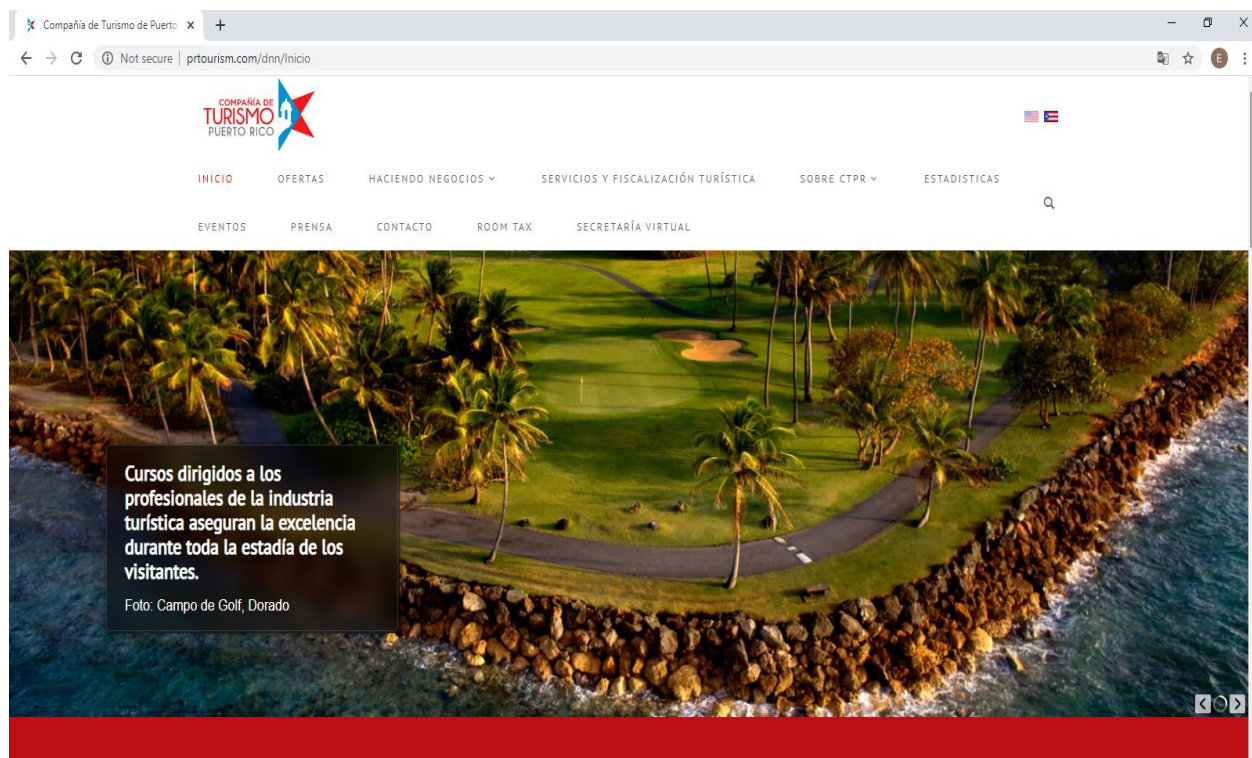 Compañía de Turismo de Puerto
Not secure | prtourism.com/dnn/Inicio
E
COMPAÑÍA DE
TURISMO
PUERTO RICO
INICIO OFERTAS HACIENDO NEGOCIOS SERVICIOS Y FISCALIZACIÓN TURÍSTICA SOBRE CTPR ESTADISTICAS
EVENTOS PRENSA CONTACTO ROOM TAX SECRETARÍA VIRTUAL
Cursos dirigidos a los
profesionales de la industria
turística aseguran la excelencia
durante toda la estadía de los
visitantes.
Foto: Campo de Golf, Dorado